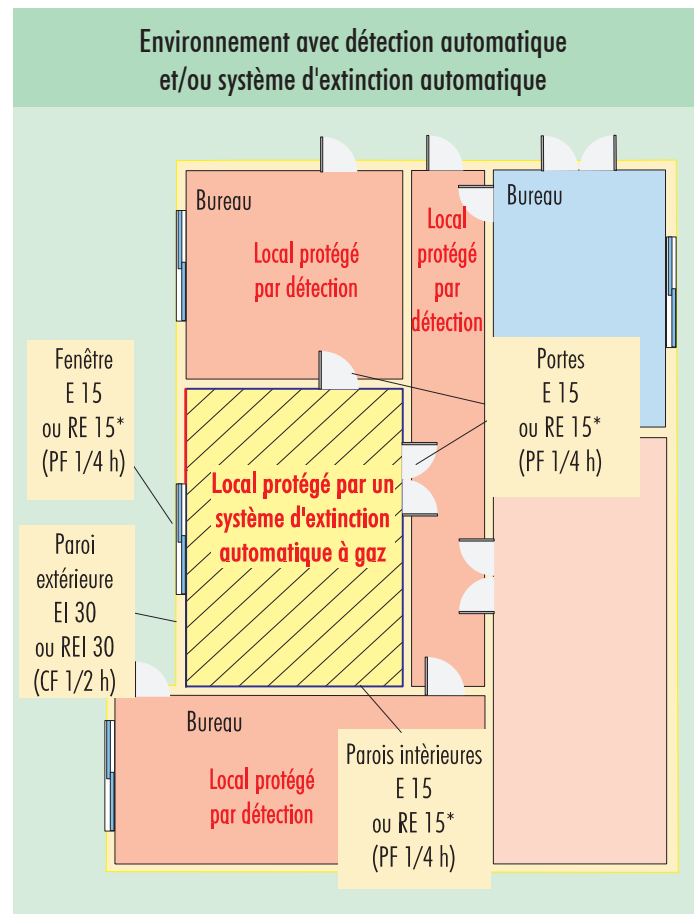 Environnement avec détection automatique
et/ou système d'extinction automatique
Bureau
Local protégé
par détection
Local
protégé
par
détection
Bureau
Fenêtre
E 15
ou RE 15*
(PF 1/4 h)
Portes
E 15
ou RE 15*
(PF 1/4 h)
Local protégé par un
système d'extinction
automatique à gaz
Paroi
extérieure
EI 30
ou REI 30
(CF 1/2 h)
Bureau
Local protégé
par détection
Parois intèrieures
E 15
ou RE 15*
(PF 1/4 h)